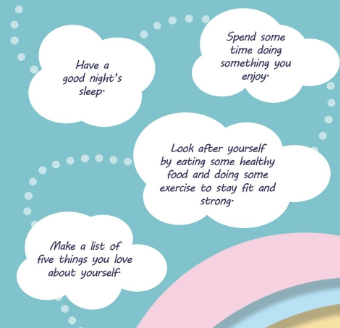 Have a
good night's
sleep.
Spend some
time doing
something you
enjoy.
Look after yourself
by eating some healthy
food and doing some
exercise to stay fit and
strong.
Make a list of
five things you love
about yourself.